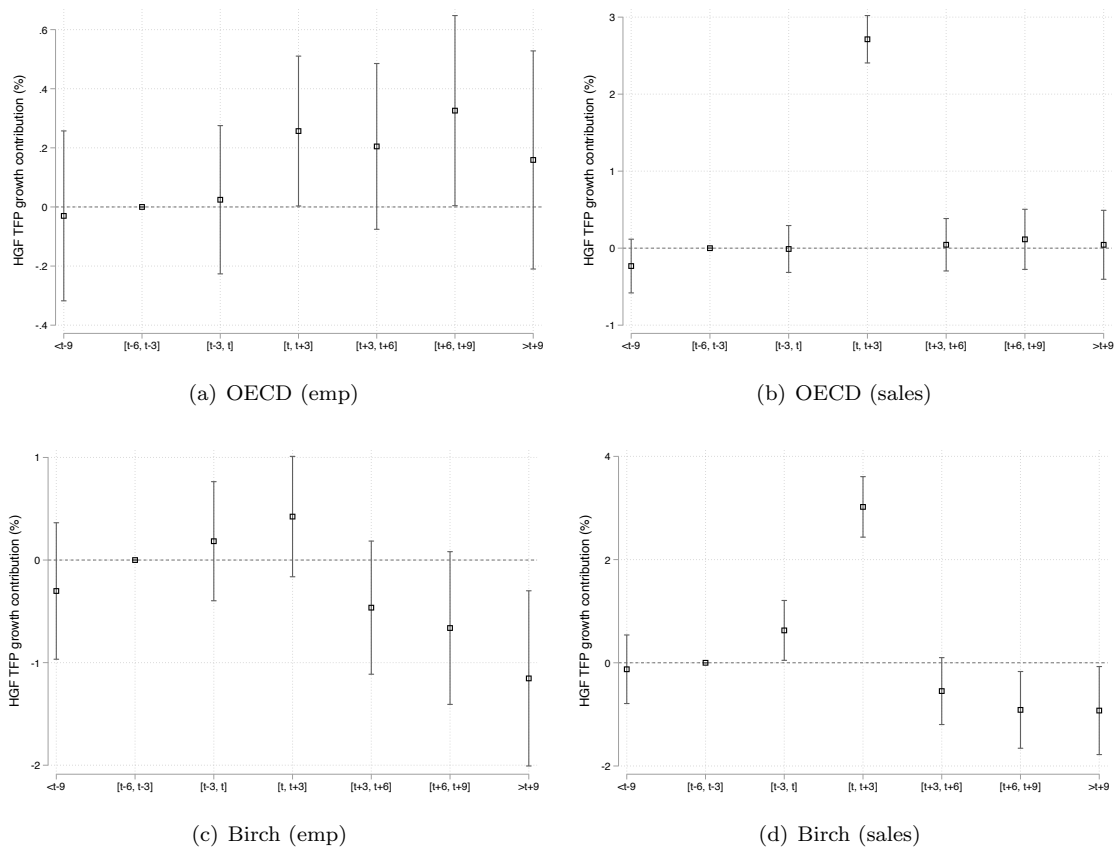 HGF TFP growth contribution (%)
.6
.4
.2
0
-.2
-.4
<t-9 [t-6, t-3] [t-3, t] [t, t+3] [t+3, t+6] [t+6, t+9] >t+9
(a) OECD (emp)
HGF TFP growth contribution (%)
3
2
1
0
-1
<t-9 [t-6, t-3] [t-3, t] [t, t+3] [t+3, t+6] [t+6, t+9] >t+9
(b) OECD (sales)
HGF TFP growth contribution (%)
1
0
-1
-2
<t-9 [t-6, t-3] [t-3, t] [t, t+3] [t+3, t+6] [t+6, t+9] >t+9
(c) Birch (emp)
HGF TFP growth contribution (%)
4
2
0
-2
<t-9 [t-6, t-3] [t-3, t] [t, t+3] [t+3, t+6] [t+6, t+9] >t+9
(d) Birch (sales)